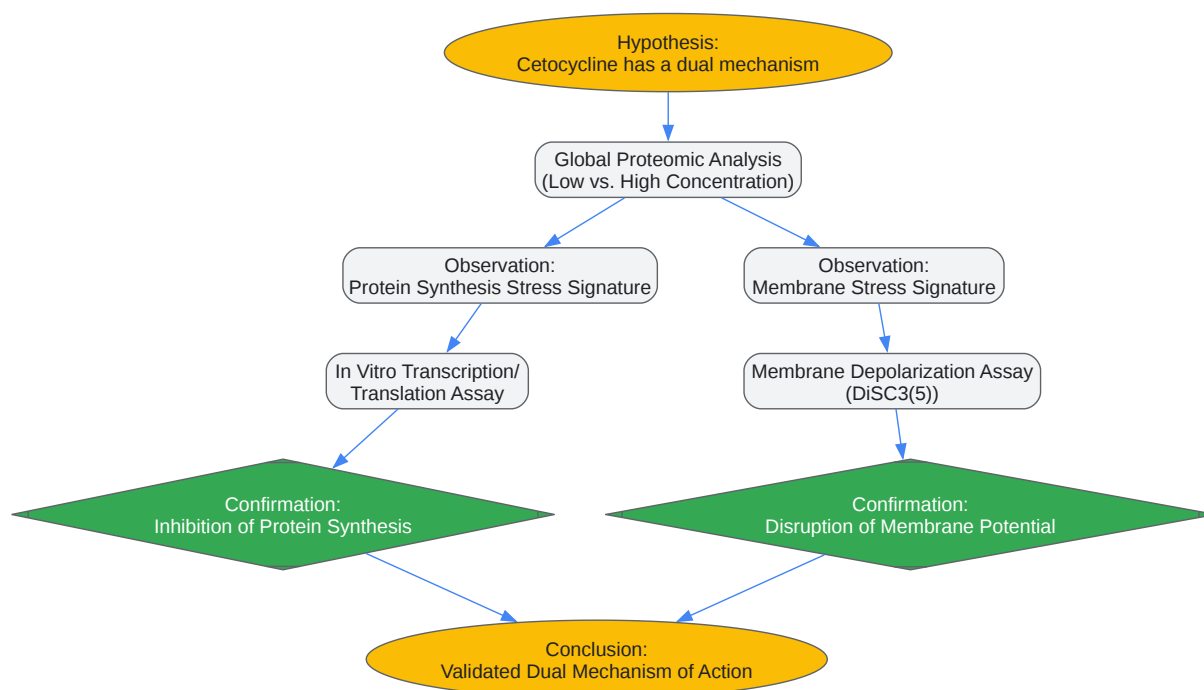 Hypothesis:
Cetocycline has a dual mechanism
Global Proteomic Analysis
(Low vs. High Concentration)
Observation:
Protein Synthesis Stress Signature
Observation:
Membrane Stress Signature
In Vitro Transcription/
Translation Assay
Membrane Depolarization Assay
(DiSC3(5))
Confirmation:
Inhibition of Protein Synthesis
Confirmation:
Disruption of Membrane Potential
Conclusion:
Validated Dual Mechanism of Action